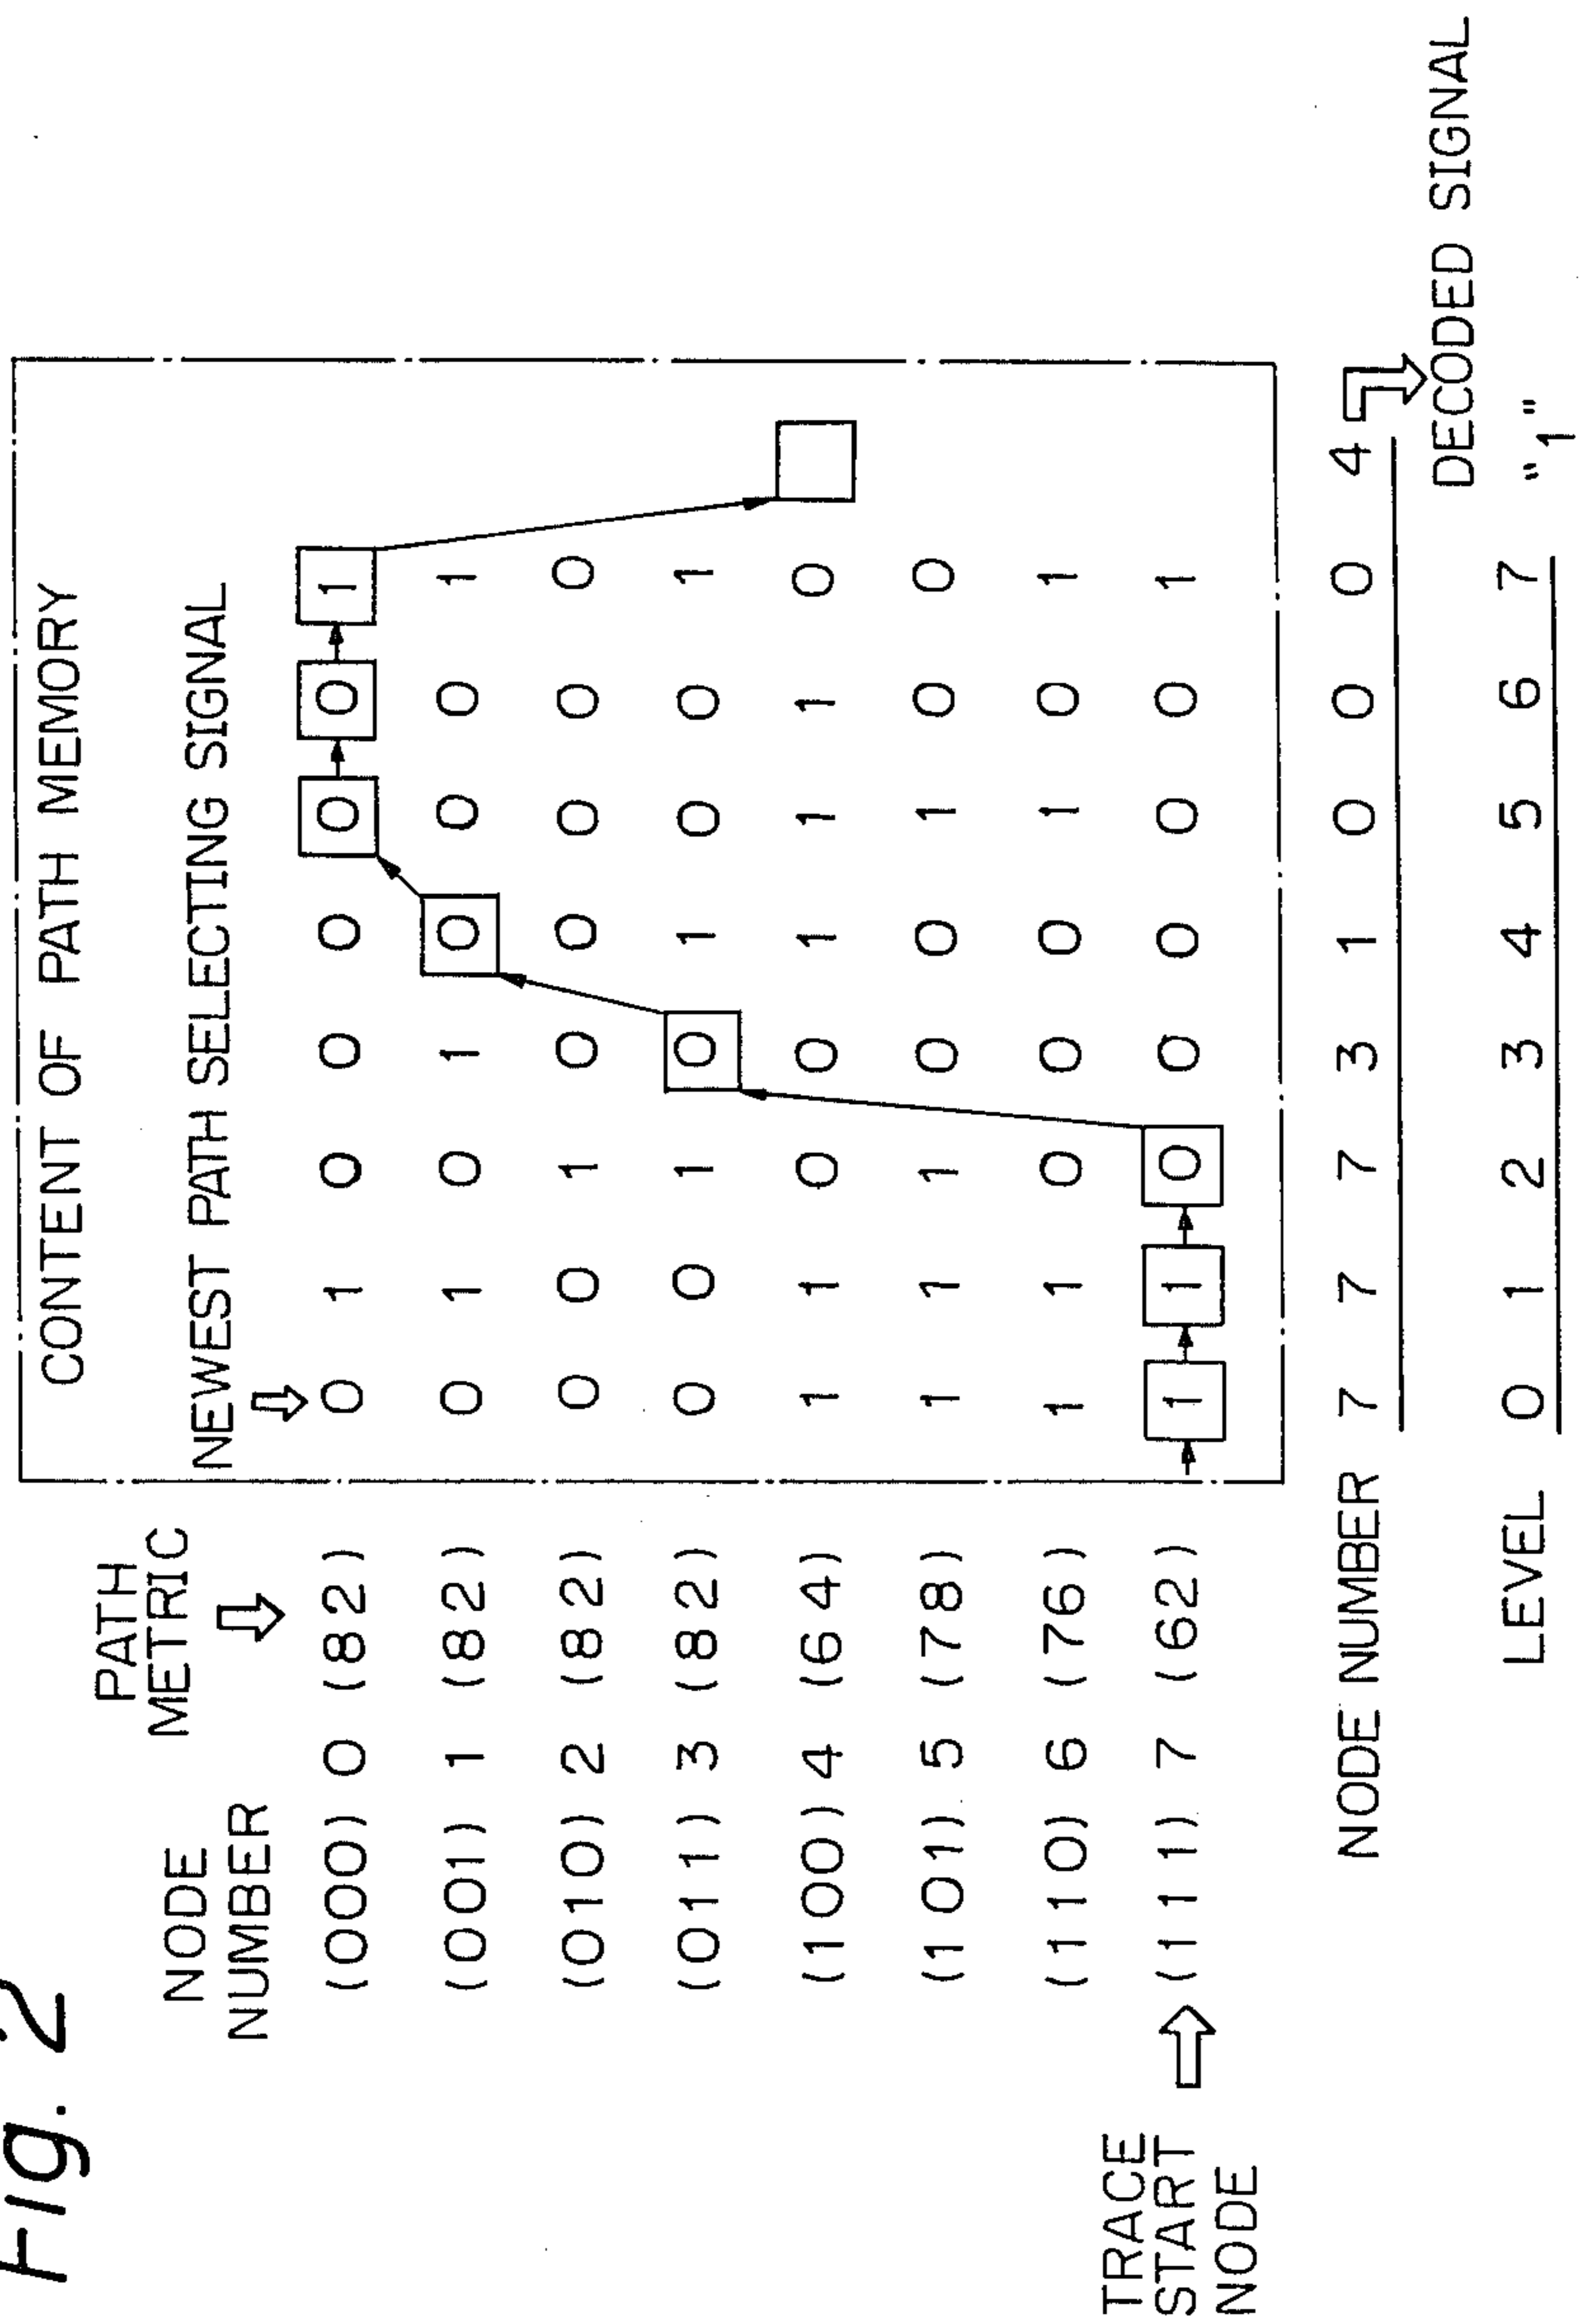 Fig. 2
CONTENT OF PATH MEMORY
NODE
NUMBER
PATH
METRIC
NEWEST PATH SELECTING SIGNAL
(000) 0 (82) 0 1 0 0 0 0 0 1
(001) 1 (82) 0 1 0 1 0 0 0 1
(010) 2 (82) 0 0 1 0 0 0 0 0
(011) 3 (82) 0 0 1 0 1 0 0 1
(100) 4 (64) 1 1 0 0 1 1 1 0
(101) 5 (78) 1 1 1 0 0 1 0 0
(110) 6 (76) 1 1 0 0 0 1 0 1
TRACE
START
NODE
(111) 7 (62) 1 1 0 0 0 0 0 1
NODE NUMBER 7 7 7 3 1 0 0 0 4
DECODED SIGNAL
LEVEL 0 1 2 3 4 5 6 7 "1"